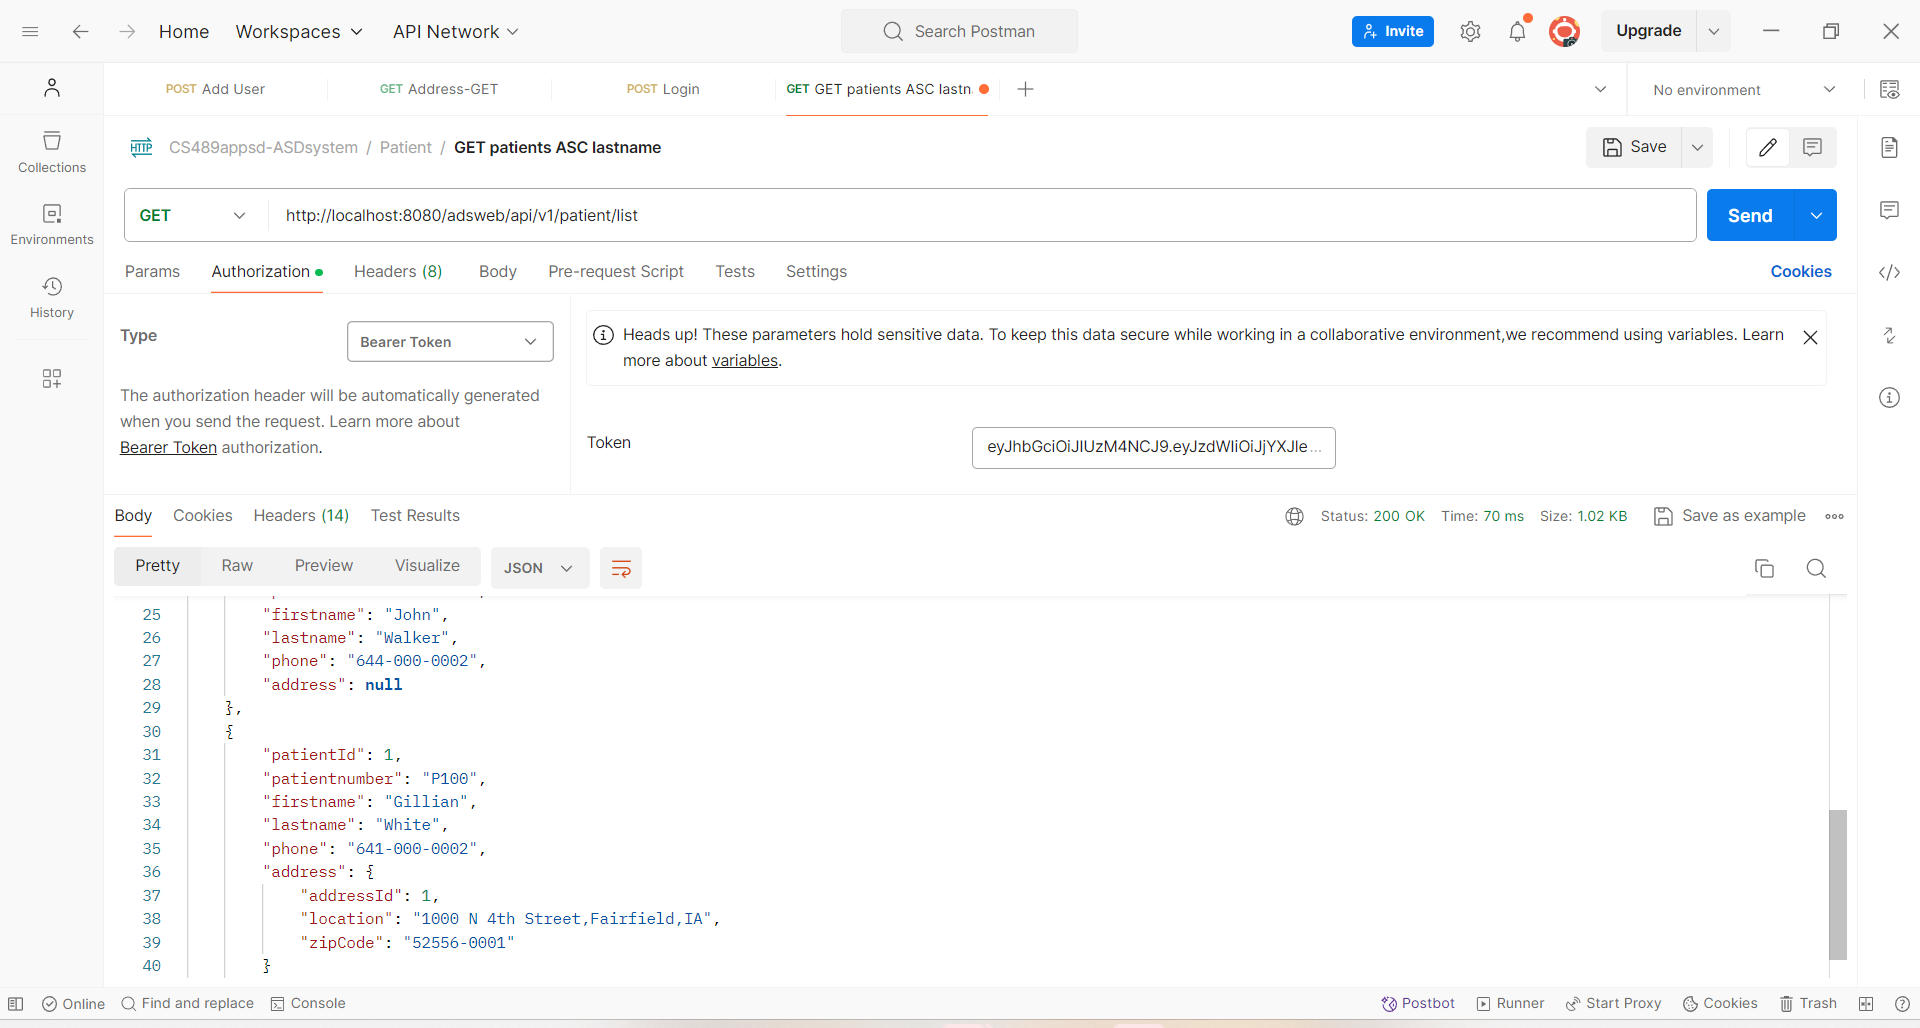 Home Workspaces API Network Search Postman Invite Upgrade
POST Add User GET Address-GET POST Login GET GET patients ASC lastn No environment
HTTP CS489appsd-ASDsystem / Patient / GET patients ASC lastname Save
Collections
GET http://localhost:8080/adsweb/api/v1/patient/list Send
Environments
Params Authorization Headers (8) Body Pre-request Script Tests Settings Cookies
History
Type Bearer Token
Heads up! These parameters hold sensitive data. To keep this data secure while working in a collaborative environment,we recommend using variables. Learn
more about variables.
The authorization header will be automatically generated
when you send the request. Learn more about
Bearer Token authorization.
Token eyJhbGciOiJIUzM4NCJ9.eyJzdWIiOiJjYXJle...
Body Cookies Headers (14) Test Results Status: 200 OK Time: 70 ms Size: 1.02 KB Save as example
Pretty Raw Preview Visualize JSON
25 "firstname": "John",
26 "lastname": "Walker",
27 "phone": "644-000-0002",
28 "address": null
29 },
30 {
31 "patientId": 1,
32 "patientnumber": "P100",
33 "firstname": "Gillian",
34 "lastname": "White",
35 "phone": "641-000-0002",
36 "address": {
37 "addressId": 1,
38 "location": "1000 N 4th Street,Fairfield,IA",
39 "zipCode": "52556-0001"
40 }
Online Find and replace Console Postbot Runner Start Proxy Cookies Trash